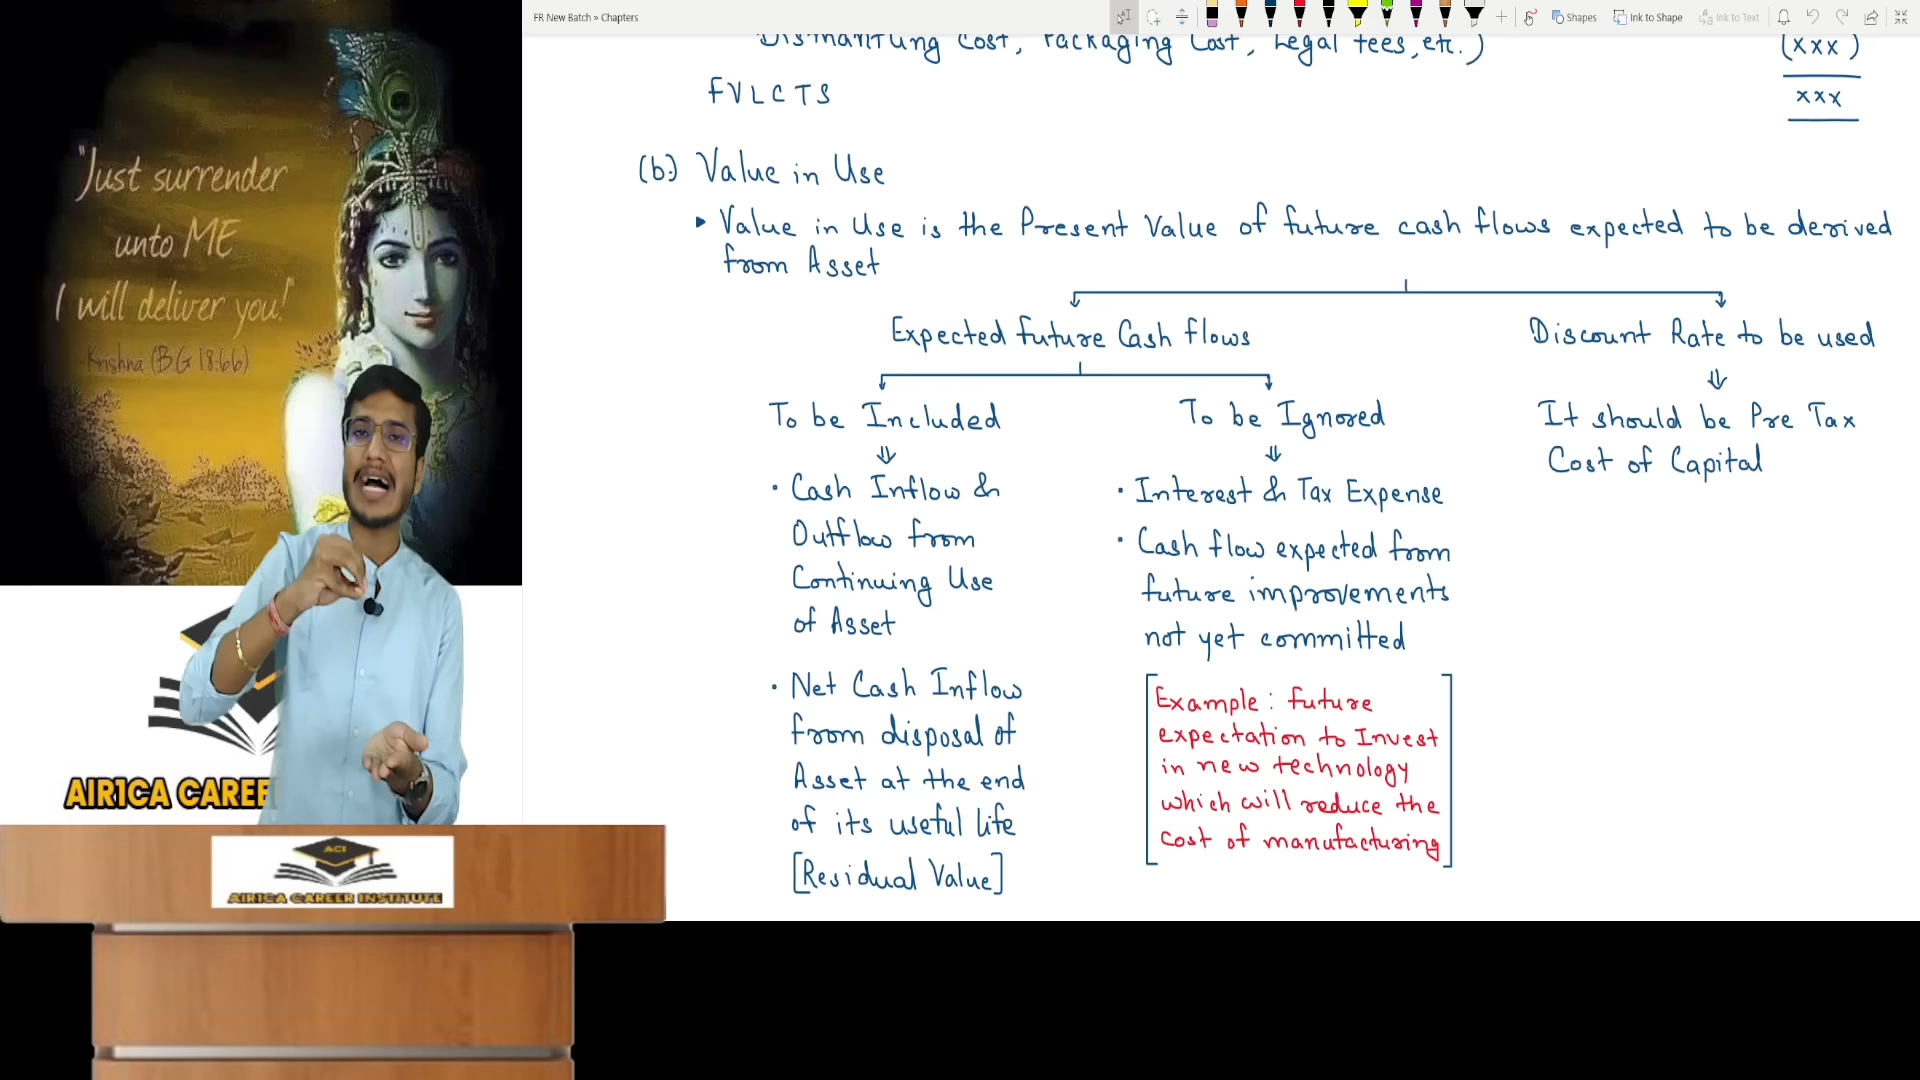 FR New Batch » Chapters
Shapes
Ink to Shape
Ink to Text
Dismantling Cost, Packaging Cost, Legal fees, etc.) (xxx)
FVLCTS xxx
(b.) Value in Use
Value in Use is the Present Value of future cash flows expected to be derived
from Asset
Expected future Cash flows
Discount Rate to be used
To be Included
To be Ignored
It should be Pre Tax
Cost of Capital
• Cash Inflow &
Outflow from
Continuing Use
of Asset
• Net Cash Inflow
from disposal of
Asset at the end
of its useful life
[Residual Value]
• Interest & Tax Expense
• Cash flow expected from
future improvements
not yet committed
Example : future
expectation to Invest
in new technology
which will reduce the
cost of manufacturing
"Just surrender
unto ME
I will deliver you!"
-Krishna (B.G 18.66)
AIR1CA CAREE
ACI
AIR1CA CAREER INSTITUTE